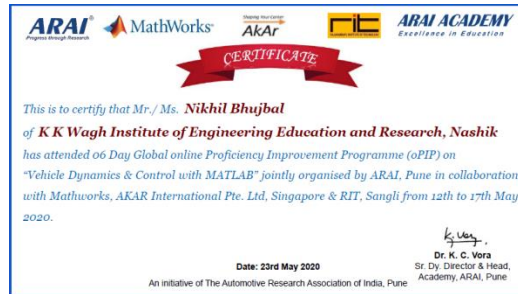 ARAI® MathWorks® Shaping Your Career AKAr rit ARAI ACADEMY
Progress through Research Excellence in Education
CERTIFICATE
This is to certify that Mr./ Ms. Nikhil Bhujbal
of K K Wagh Institute of Engineering Education and Research, Nashik
has attended 06 Day Global online Proficiency Improvement Programme (oPIP) on
"Vehicle Dynamics & Control with MATLAB" jointly organised by ARAI, Pune in collaboration
with Mathworks, AKAR International Pte. Ltd, Singapore & RIT, Sangli from 12th to 17th May
2020.
K. Vora
Dr. K. C. Vora
Date: 23rd May 2020 Sr. Dy. Director & Head,
Academy, ARAI, Pune
An initiative of The Automotive Research Association of India, Pune